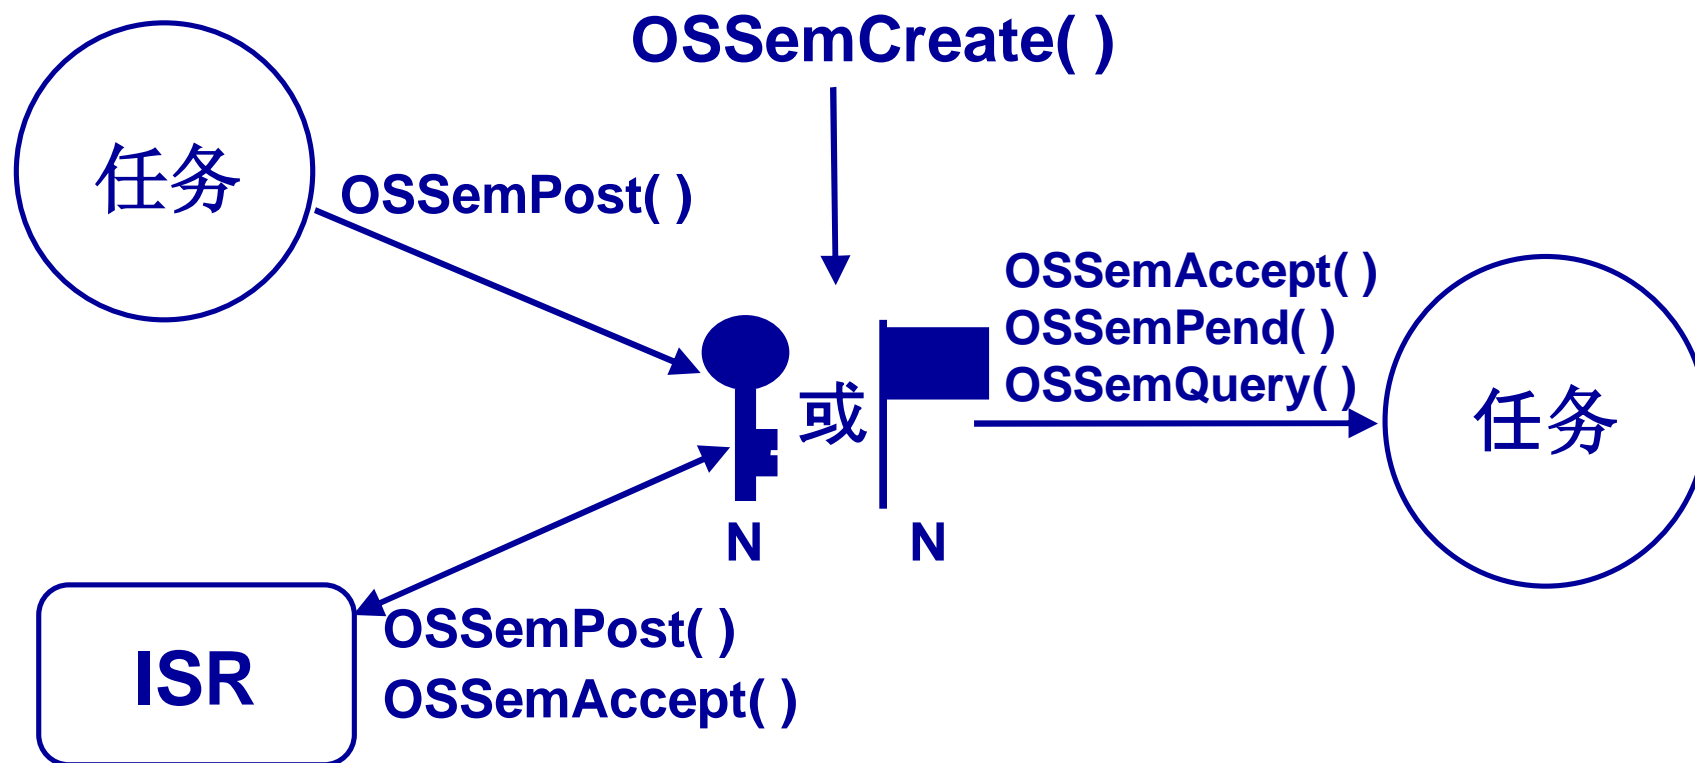 OSSemCreate( )
任务
OSSemPost( )
OSSemAccept( )
OSSemPend( )
OSSemQuery( )
或
任务
N
N
ISR
OSSemPost( )
OSSemAccept( )